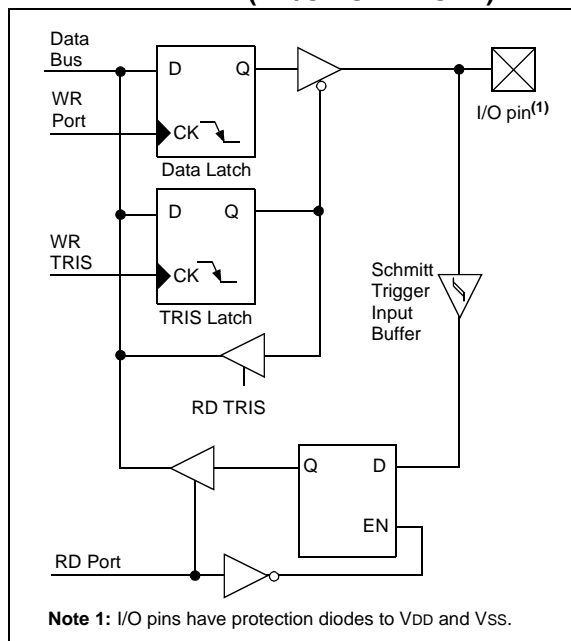 Data
Bus
D
Q
WR
Port
CK
Data Latch
I/O pin(1)
D
Q
WR
TRIS
CK
TRIS Latch
Schmitt
Trigger
Input
Buffer
RD TRIS
Q
D
EN
RD Port
Note 1: I/O pins have protection diodes to VDD and VSS.